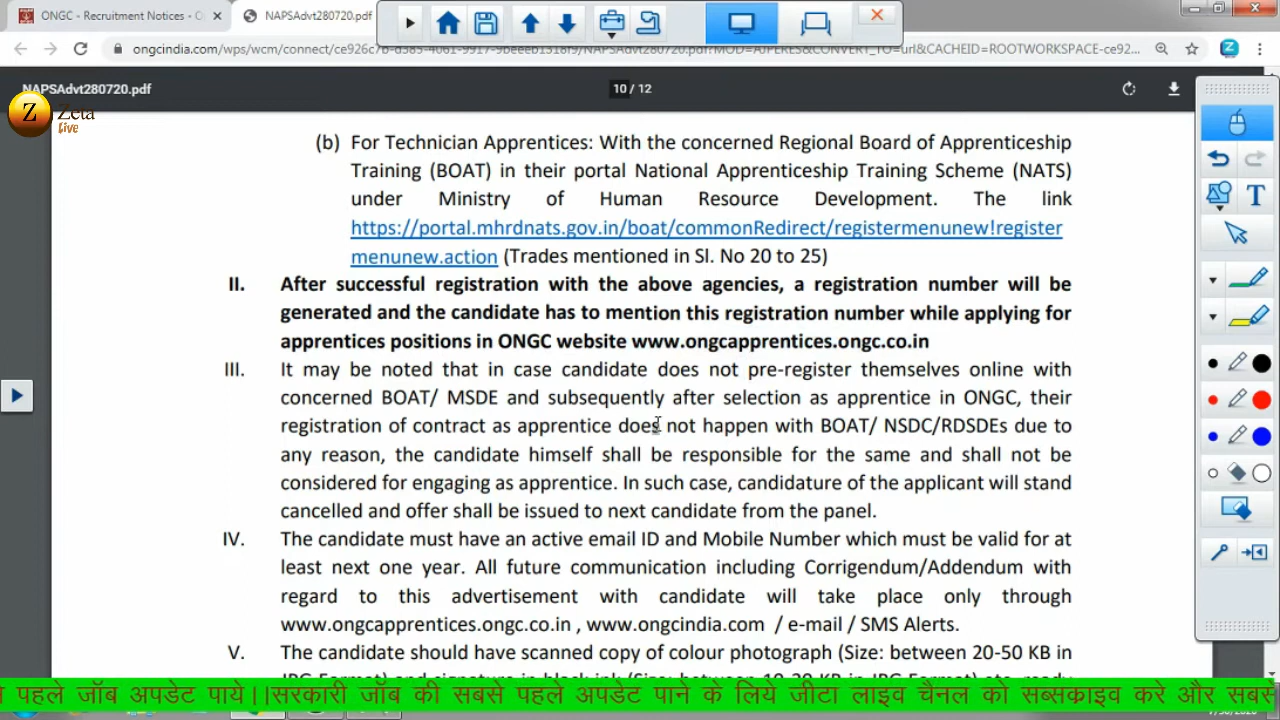 ONGC - Recruitment Notices - O
NAPSAdvt280720.pdf
NAPSAdvt280720.pdf
10 / 12
Z Zeta
live
(b) For Technician Apprentices: With the concerned Regional Board of Apprenticeship
Training (BOAT) in their portal National Apprenticeship Training Scheme (NATS)
under Ministry of Human Resource Development. The link
https://portal.mhrdnats.gov.in/boat/commonRedirect/registermenunew!register
menunew.action (Trades mentioned in Sl. No 20 to 25)
II. After successful registration with the above agencies, a registration number will be
generated and the candidate has to mention this registration number while applying for
apprentices positions in ONGC website www.ongcapprentices.ongc.co.in
III. It may be noted that in case candidate does not pre-register themselves online with
concerned BOAT/ MSDE and subsequently after selection as apprentice in ONGC, their
registration of contract as apprentice does not happen with BOAT/ NSDC/RDSDEs due to
any reason, the candidate himself shall be responsible for the same and shall not be
considered for engaging as apprentice. In such case, candidature of the applicant will stand
cancelled and offer shall be issued to next candidate from the panel.
IV. The candidate must have an active email ID and Mobile Number which must be valid for at
least next one year. All future communication including Corrigendum/Addendum with
regard to this advertisement with candidate will take place only through
www.ongcapprentices.ongc.co.in , www.ongcindia.com / e-mail / SMS Alerts.
V. The candidate should have scanned copy of colour photograph (Size: between 20-50 KB in
पहले जॉब अपडेट पाये||सरकारी जॉब की सबसे पहले अपडेट पाने के लिये जीटा लाइव चैनल को सब्सक्राइव करे और सबसे